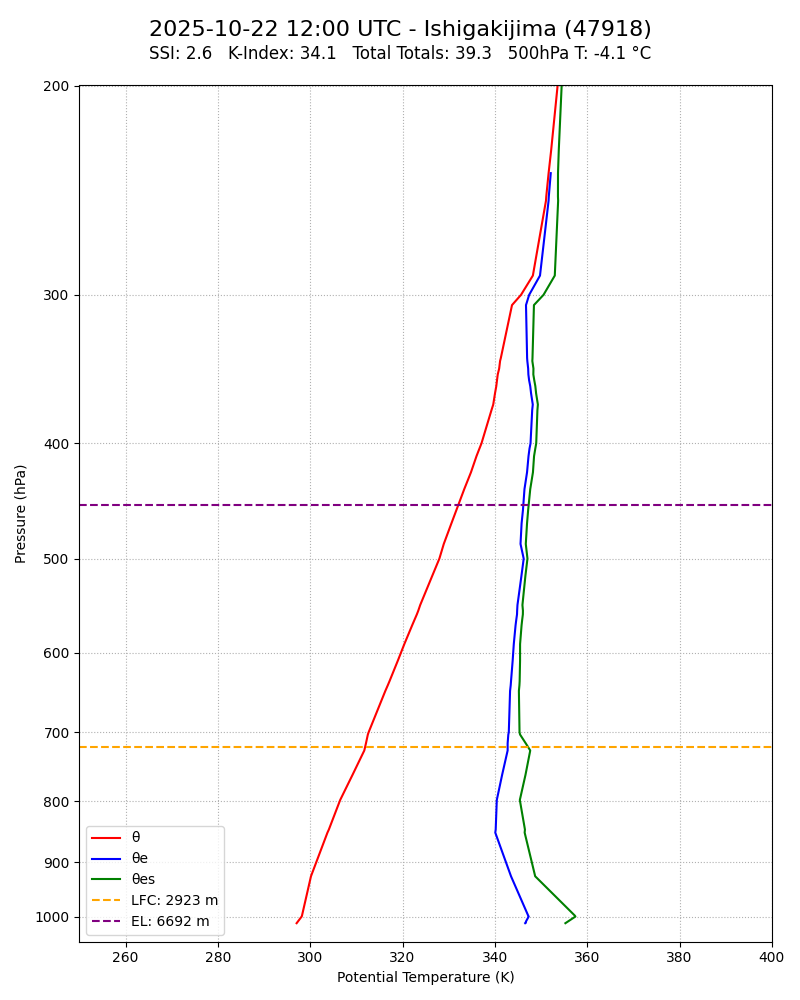 2025-10-22 12:00 UTC - Ishigakijima (47918)
SSI: 2.6 K-Index: 34.1 Total Totals: 39.3 500hPa T: -4.1 °C
200
300
400
500
600
700
800
900
1000
Pressure (hPa)
θ
θe
θes
LFC: 2923 m
EL: 6692 m
260 280 300 320 340 360 380 400
Potential Temperature (K)